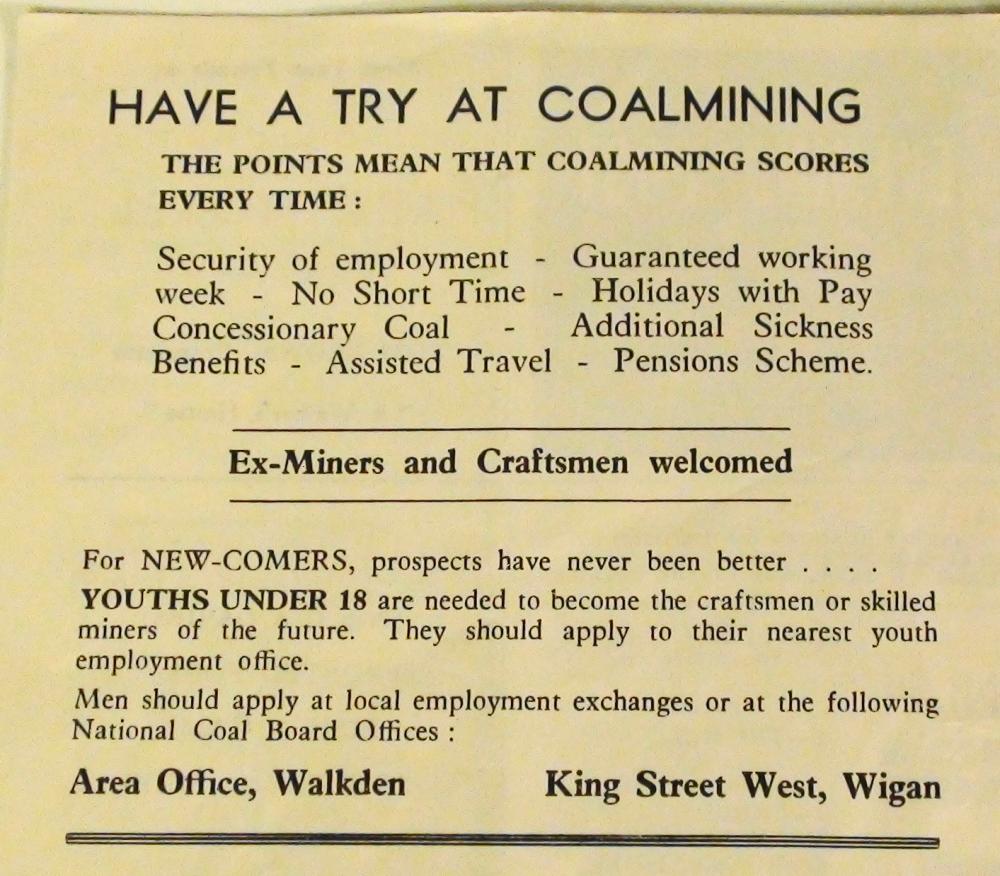 HAVE A TRY AT COALMINING
THE POINTS MEAN THAT COALMINING SCORES
EVERY TIME :
Security of employment - Guaranteed working
week - No Short Time - Holidays with Pay
Concessionary Coal - Additional Sickness
Benefits - Assisted Travel - Pensions Scheme.
Ex-Miners and Craftsmen welcomed
For NEW-COMERS, prospects have never been better . . . .
YOUTHS UNDER 18 are needed to become the craftsmen or skilled
miners of the future. They should apply to their nearest youth
employment office.
Men should apply at local employment exchanges or at the following
National Coal Board Offices :
Area Office, Walkden King Street West, Wigan